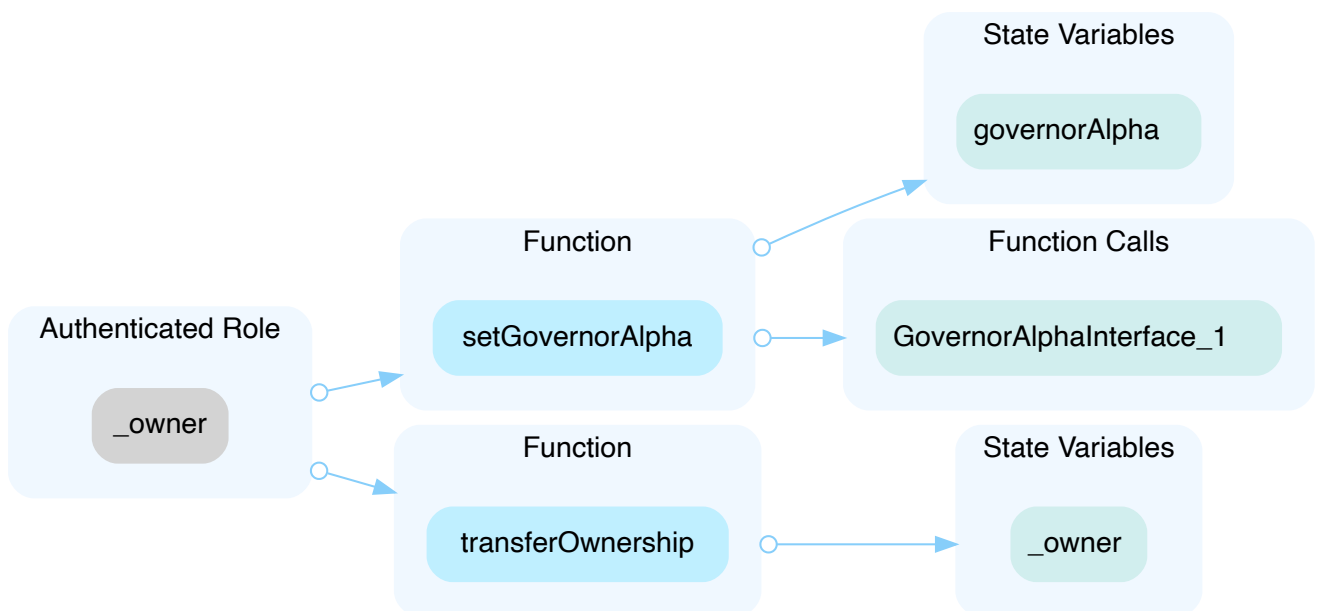 Authenticated Role
_owner
Function
setGovernorAlpha
State Variables
governorAlpha
Function Calls
GovernorAlphaInterface_1
Function
transferOwnership
State Variables
_owner